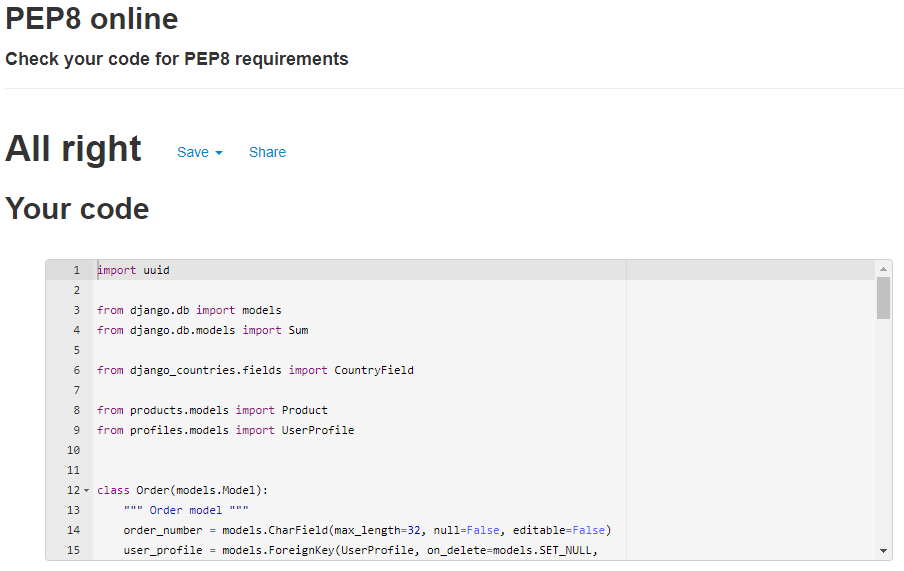 PEP8 online
Check your code for PEP8 requirements
All right Save Share
Your code
1 import uuid
2
3 from django.db import models
4 from django.db.models import Sum
5
6 from django_countries.fields import CountryField
7
8 from products.models import Product
9 from profiles.models import UserProfile
10
11
12 class Order(models.Model):
13     """ Order model """
14     order_number = models.CharField(max_length=32, null=False, editable=False)
15     user_profile = models.ForeignKey(UserProfile, on_delete=models.SET_NULL,